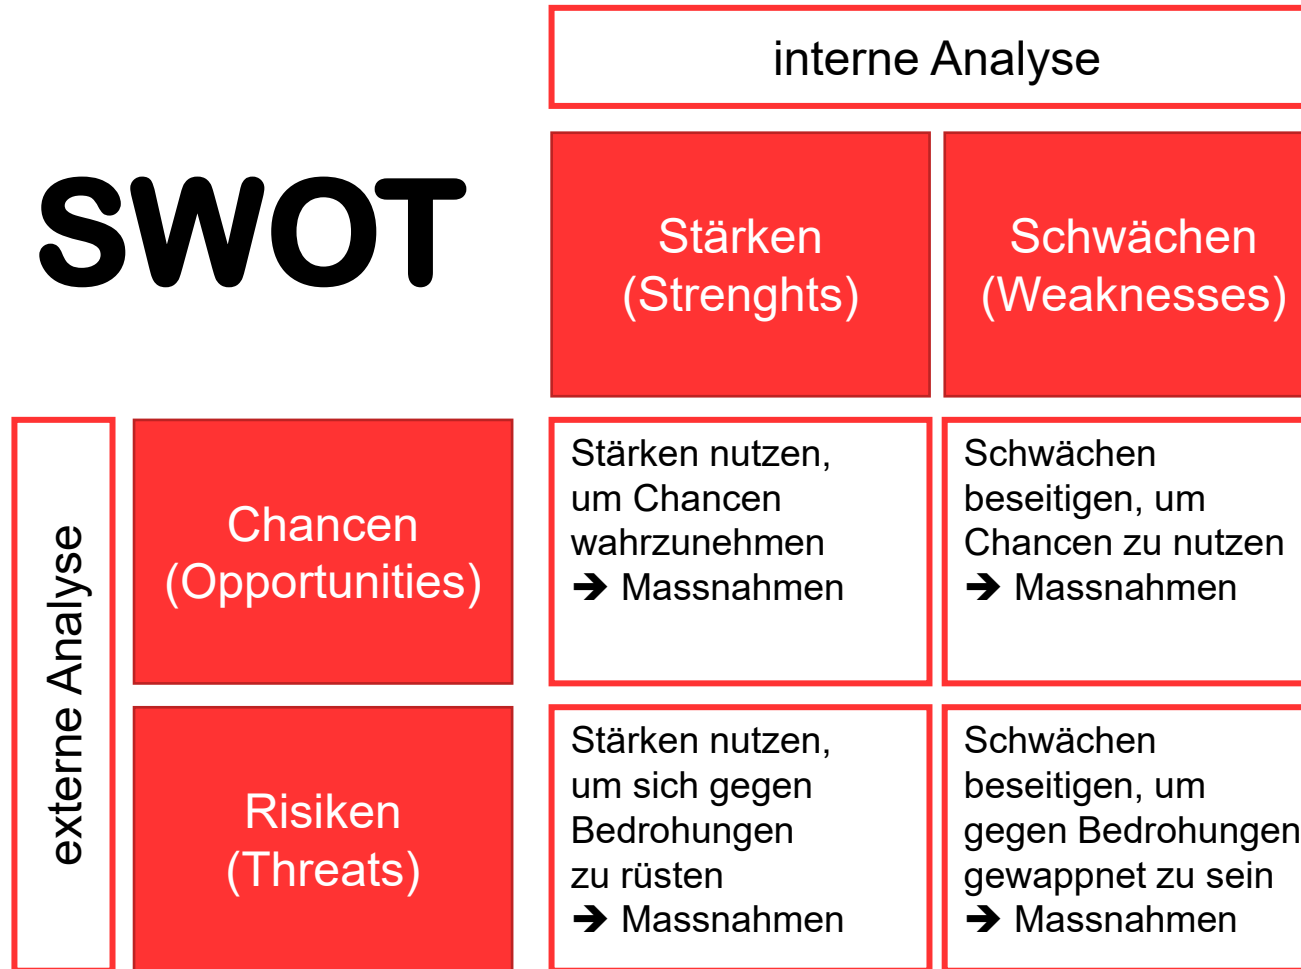 interne Analyse
SWOT
Stärken
(Strenghts)
Schwächen
(Weaknesses)
externe Analyse
Chancen
(Opportunities)
Stärken nutzen,
um Chancen
wahrzunehmen
➔ Massnahmen
Schwächen
beseitigen, um
Chancen zu nutzen
➔ Massnahmen
Risiken
(Threats)
Stärken nutzen,
um sich gegen
Bedrohungen
zu rüsten
➔ Massnahmen
Schwächen
beseitigen, um
gegen Bedrohungen
gewappnet zu sein
➔ Massnahmen